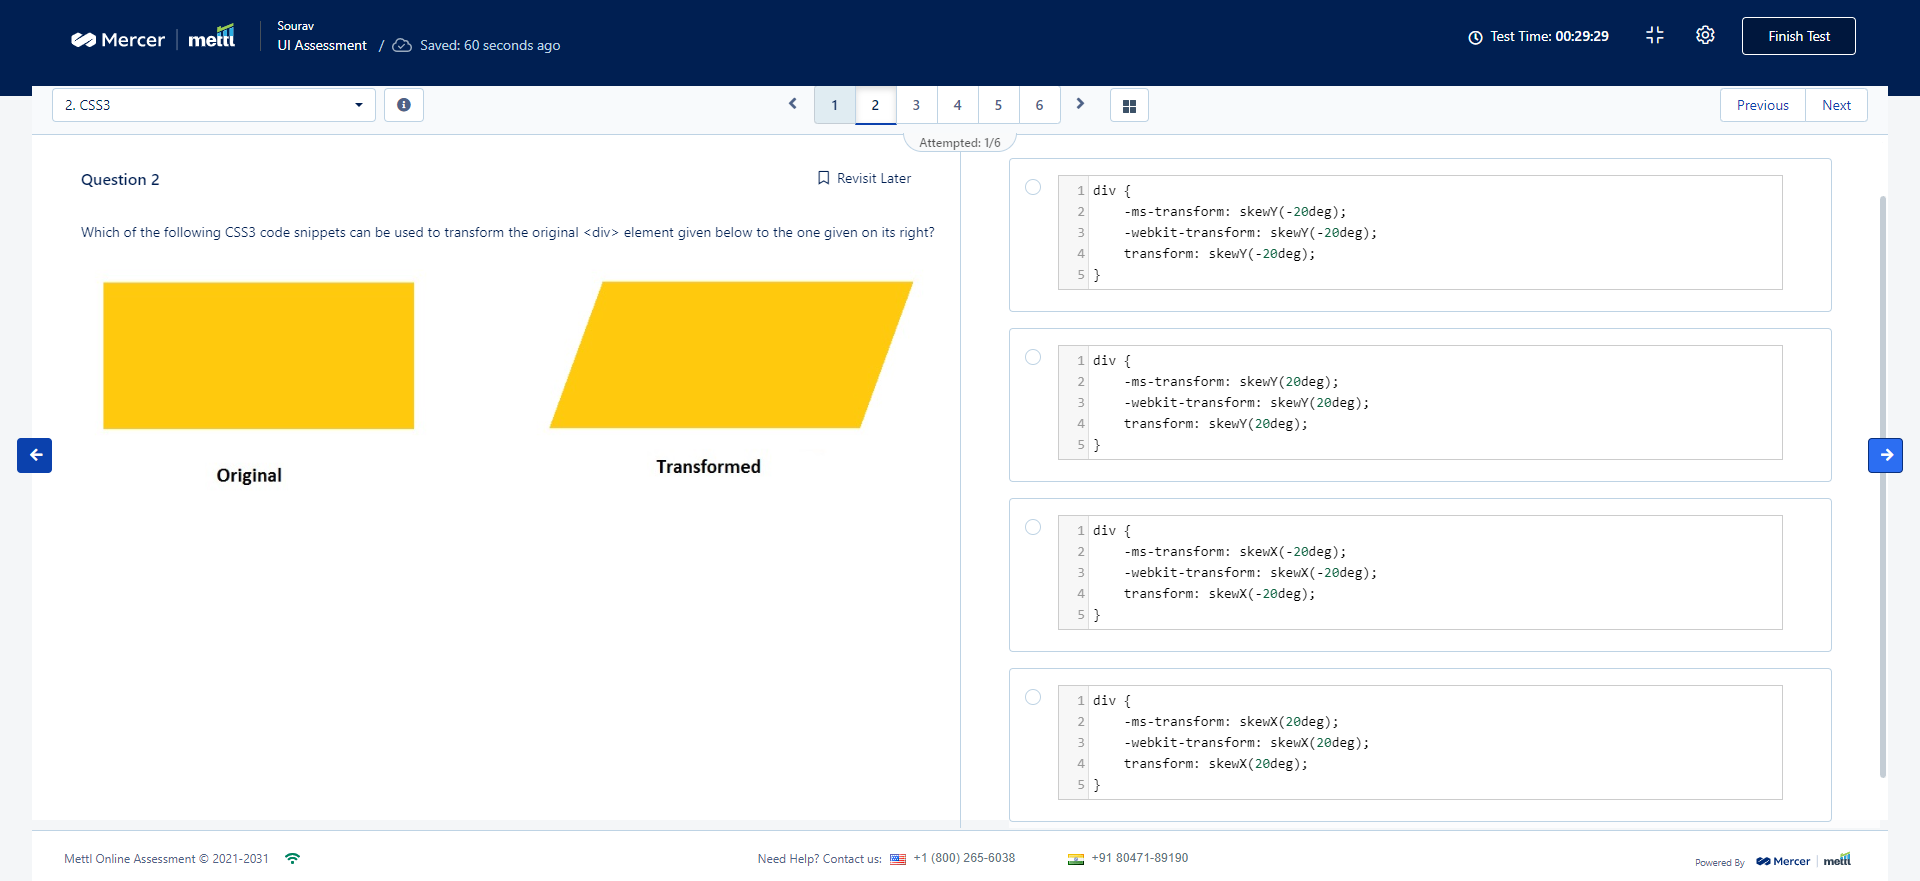 Mercer | mettl
Sourav
UI Assessment / Saved: 60 seconds ago
Test Time: 00:29:29
Finish Test
2. CSS3
1 2 3 4 5 6
Previous Next
Attempted: 1/6
Question 2
Revisit Later
Which of the following CSS3 code snippets can be used to transform the original <div> element given below to the one given on its right?
Original
Transformed
1 div {
2 -ms-transform: skewY(-20deg);
3 -webkit-transform: skewY(-20deg);
4 transform: skewY(-20deg);
5 }
1 div {
2 -ms-transform: skewY(20deg);
3 -webkit-transform: skewY(20deg);
4 transform: skewY(20deg);
5 }
1 div {
2 -ms-transform: skewX(-20deg);
3 -webkit-transform: skewX(-20deg);
4 transform: skewX(-20deg);
5 }
1 div {
2 -ms-transform: skewX(20deg);
3 -webkit-transform: skewX(20deg);
4 transform: skewX(20deg);
5 }
Mettl Online Assessment © 2021-2031
Need Help? Contact us: +1 (800) 265-6038 +91 80471-89190
Powered By Mercer | mettl